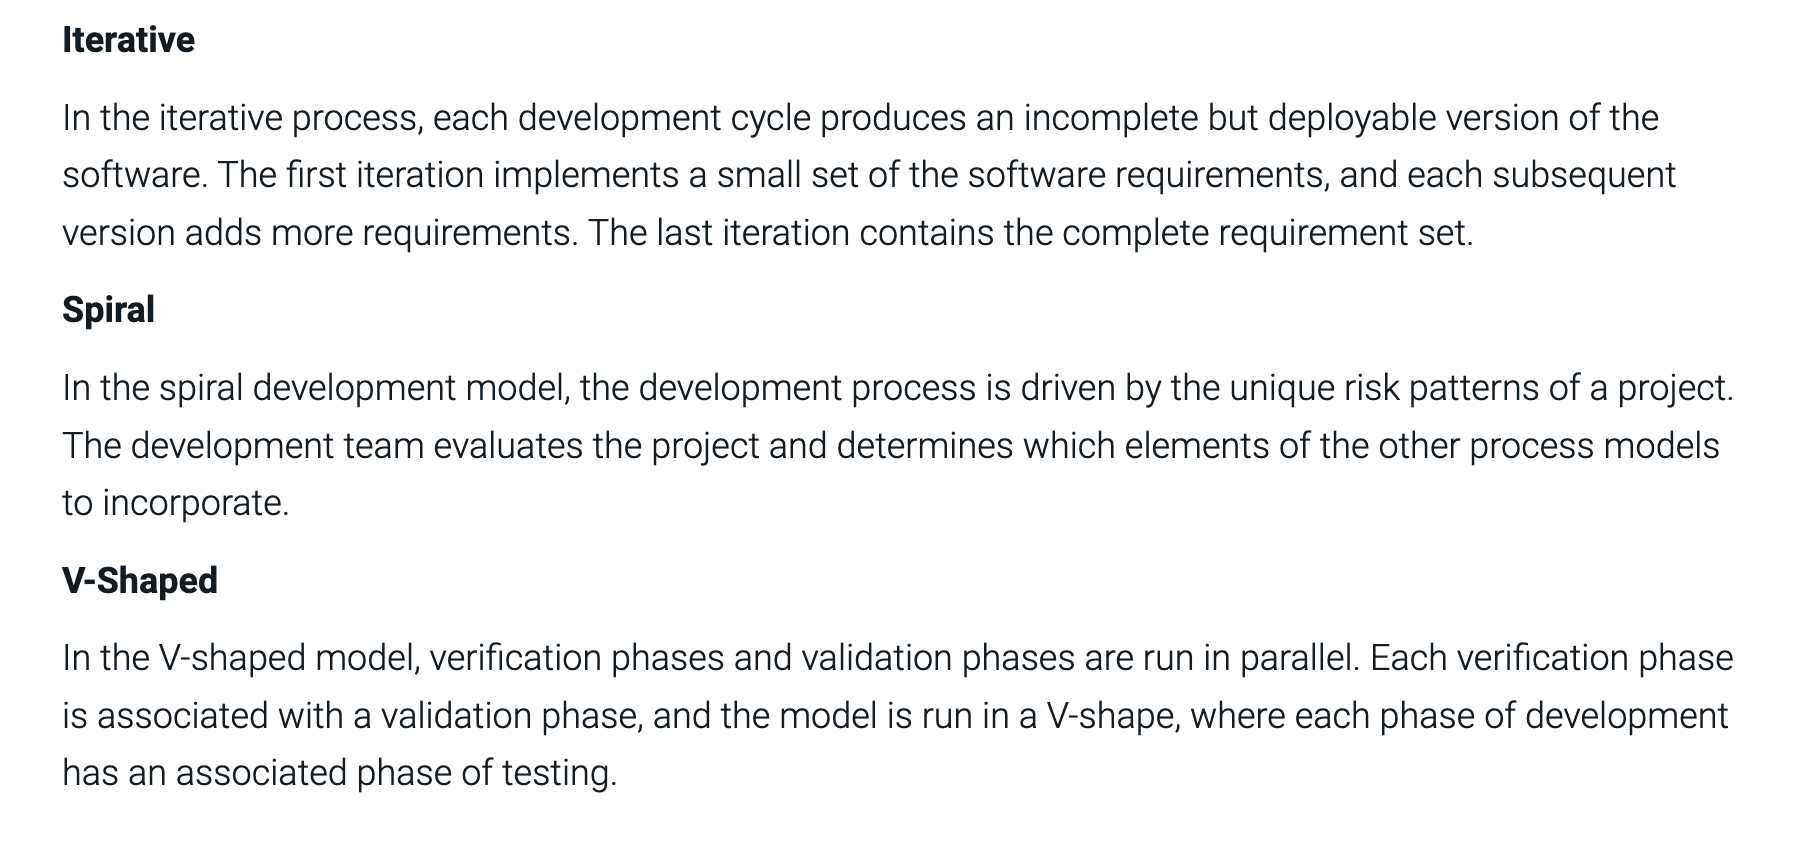 Iterative
In the iterative process, each development cycle produces an incomplete but deployable version of the
software. The first iteration implements a small set of the software requirements, and each subsequent
version adds more requirements. The last iteration contains the complete requirement set.
Spiral
In the spiral development model, the development process is driven by the unique risk patterns of a project.
The development team evaluates the project and determines which elements of the other process models
to incorporate.
V-Shaped
In the V-shaped model, verification phases and validation phases are run in parallel. Each verification phase
is associated with a validation phase, and the model is run in a V-shape, where each phase of development
has an associated phase of testing.